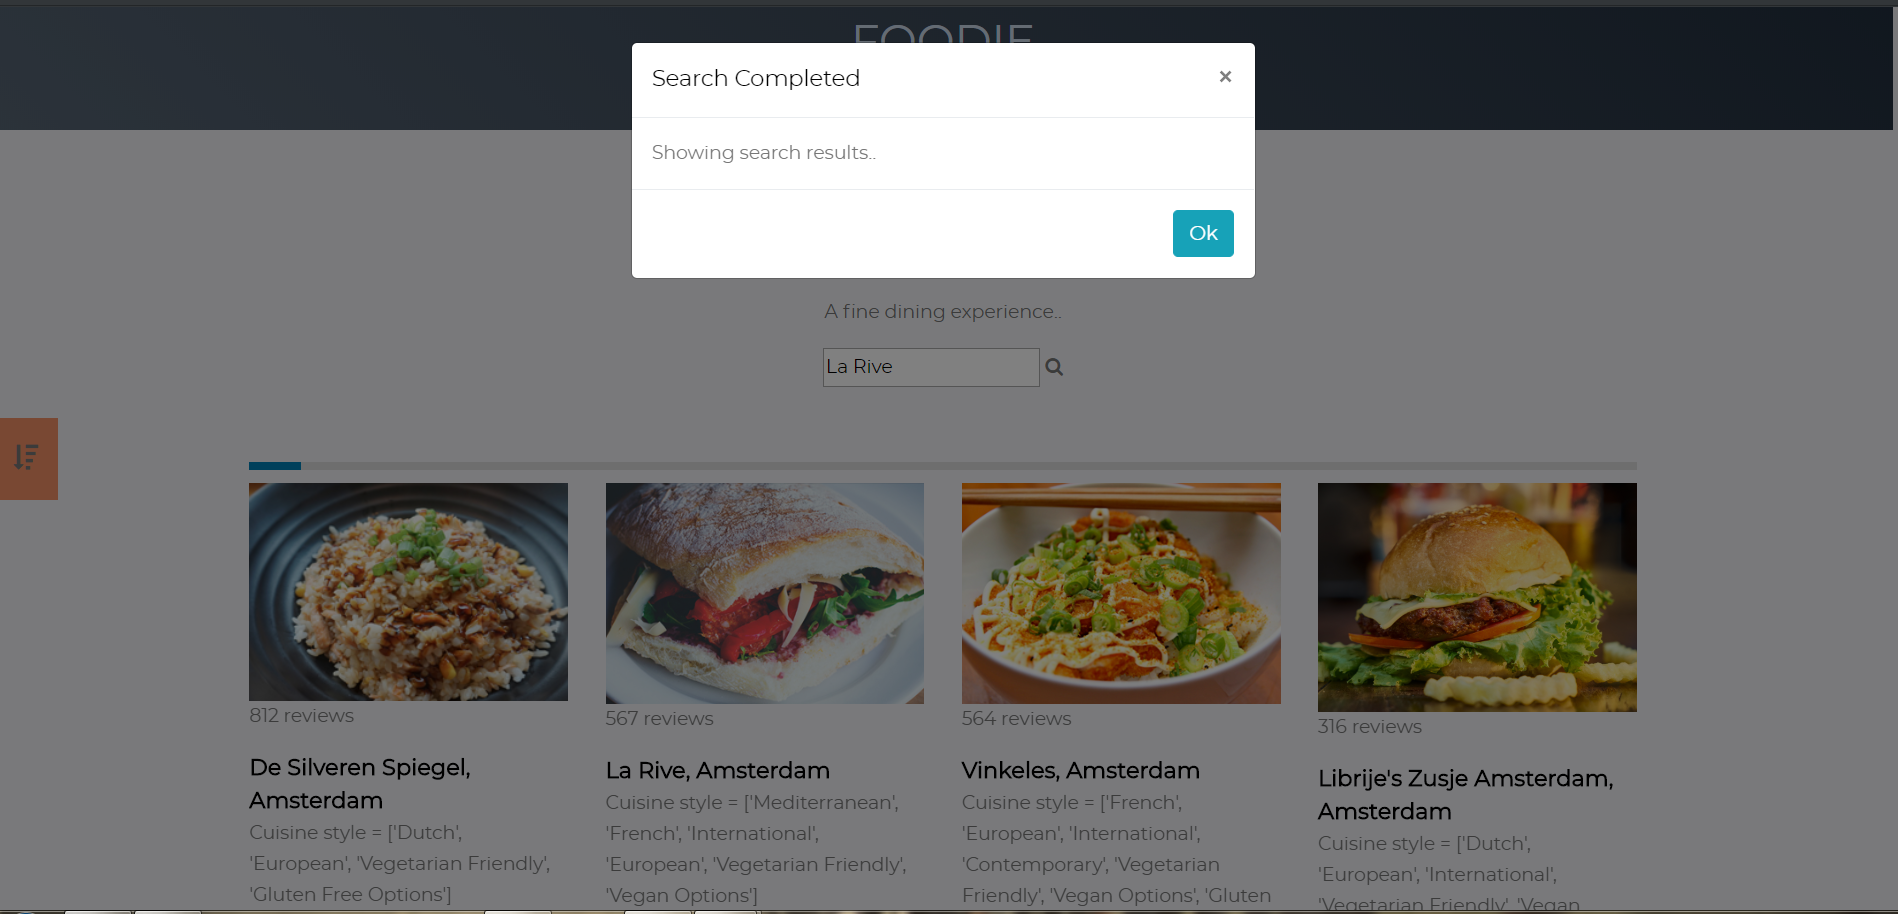 FOODIE
Search Completed
×
Showing search results..
Ok
A fine dining experience..
La Rive
812 reviews
De Silveren Spiegel,
Amsterdam
Cuisine style = ['Dutch',
'European', 'Vegetarian Friendly',
'Gluten Free Options']
567 reviews
La Rive, Amsterdam
Cuisine style = ['Mediterranean',
'French', 'International',
'European', 'Vegetarian Friendly',
'Vegan Options']
564 reviews
Vinkeles, Amsterdam
Cuisine style = ['French',
'European', 'International',
'Contemporary', 'Vegetarian
Friendly', 'Vegan Options', 'Gluten
316 reviews
Librije's Zusje Amsterdam,
Amsterdam
Cuisine style = ['Dutch',
'European', 'International',
'Vegetarian Friendly', 'Vegan